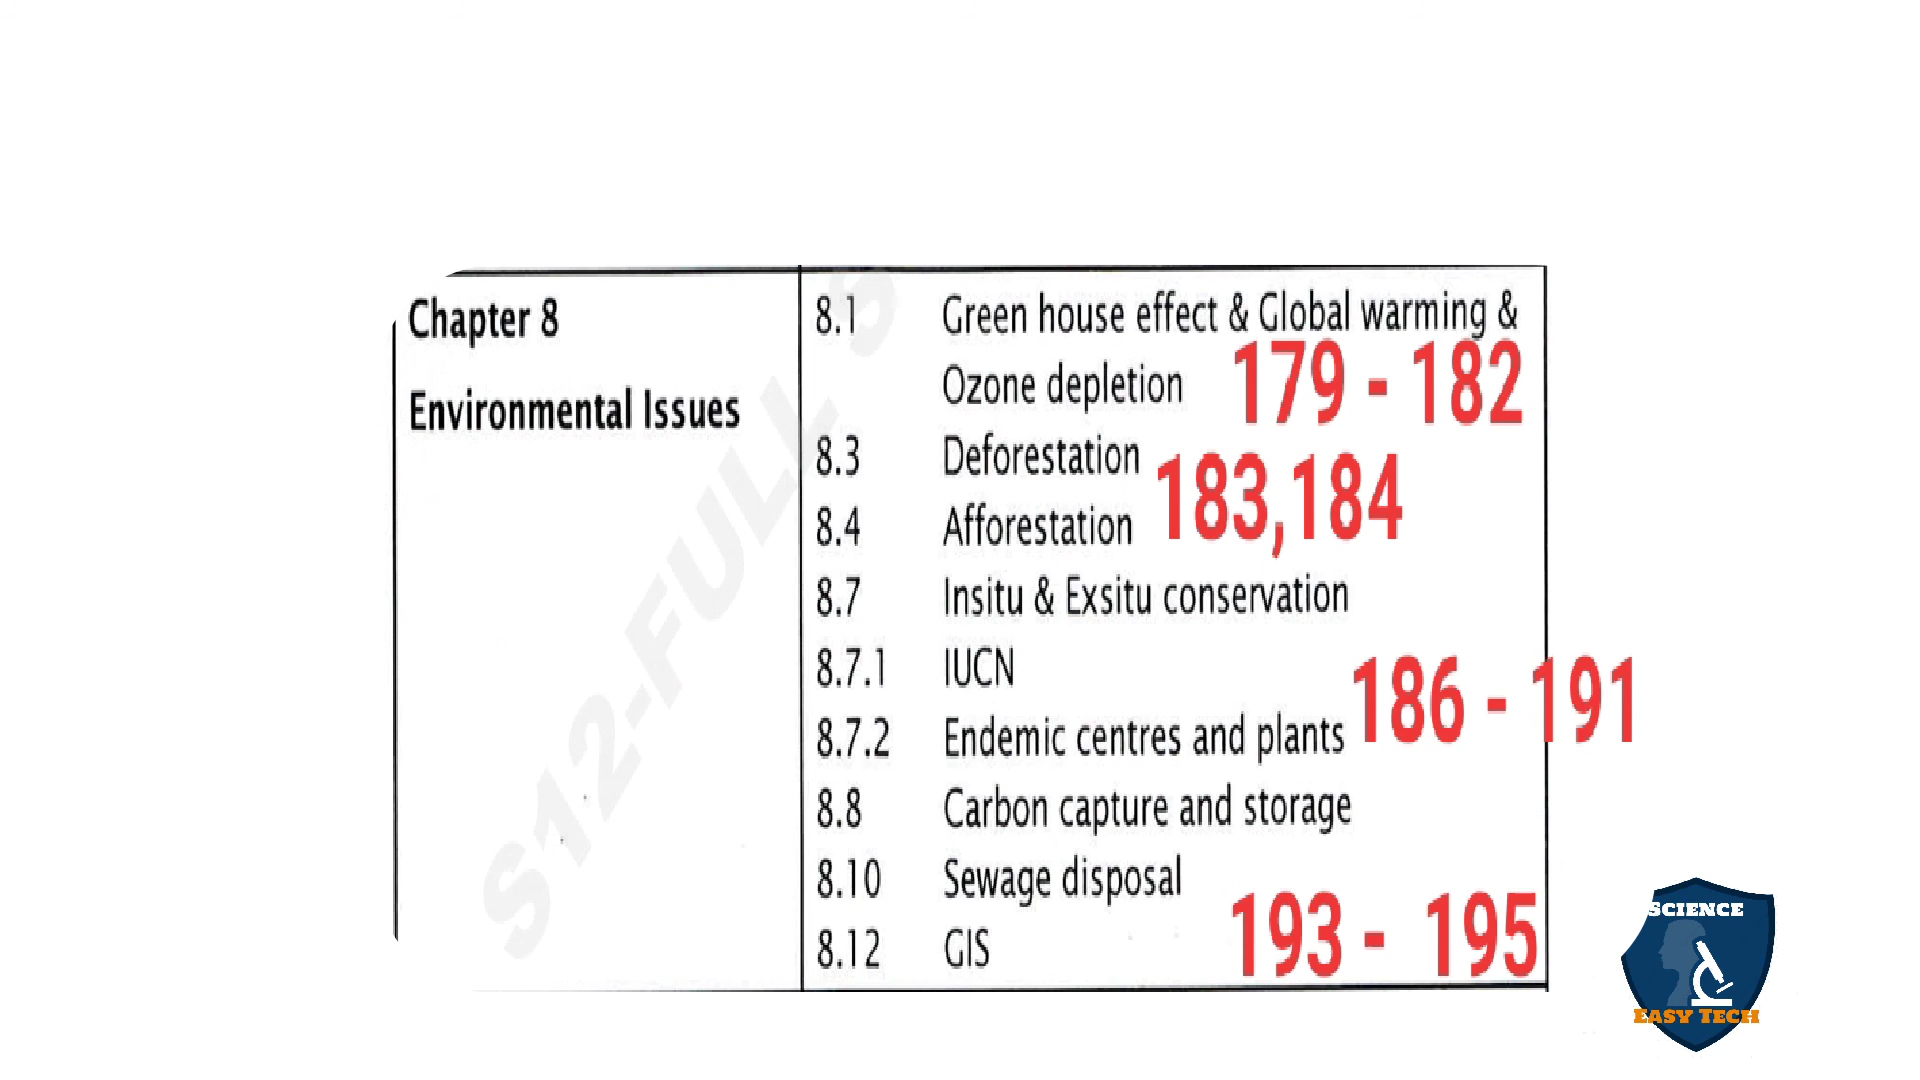 Chapter 8
Environmental Issues
8.1 Green house effect & Global warming &
Ozone depletion 179 - 182
8.3 Deforestation
183,184
8.4 Afforestation
8.7 Insitu & Exsitu conservation
8.7.1 IUCN
186 - 191
8.7.2 Endemic centres and plants
8.8 Carbon capture and storage
8.10 Sewage disposal
8.12 GIS 193 - 195
S12-FULL S
SCIENCE
EASY TECH